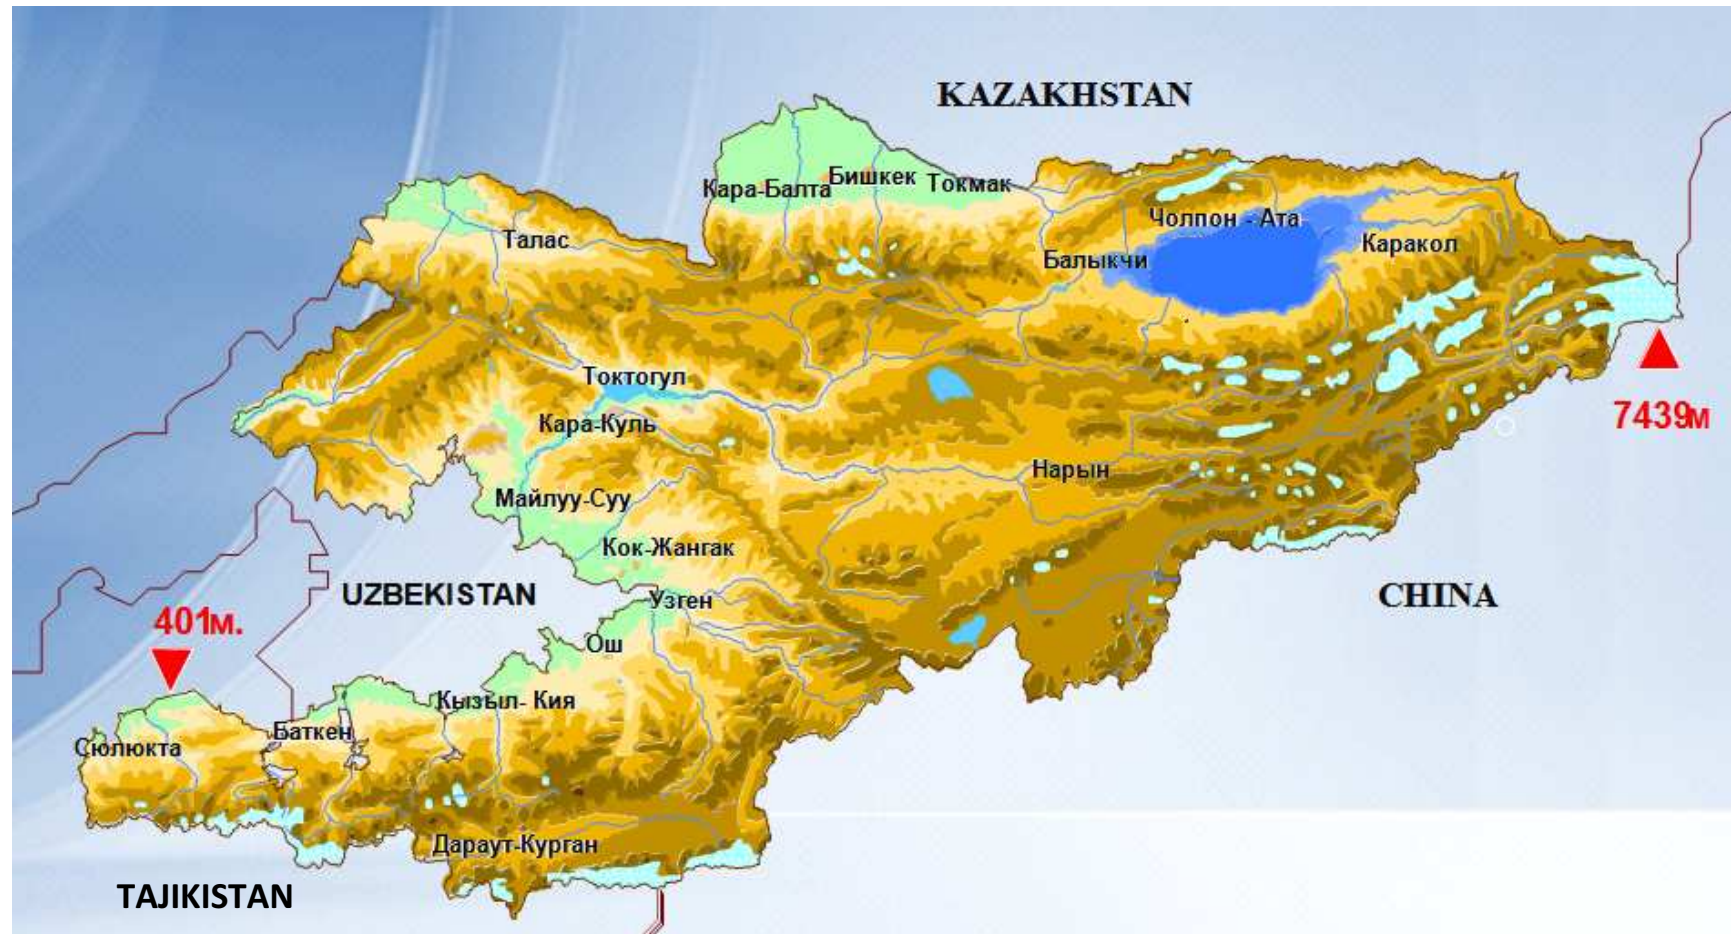 KAZAKHSTAN
Кара-Балта
Бишкек
Токмак
Чолпон - Ата
Талас
Каракол
Балыкчи
Токтогул
7439м
Кара-Куль
Нарын
Майлуу-Суу
Кок-Жангак
UZBEKISTAN
CHINA
Узген
401м.
Ош
Кызыл- Кия
Баткен
Сюлюкта
Дараут-Курган
TAJIKISTAN